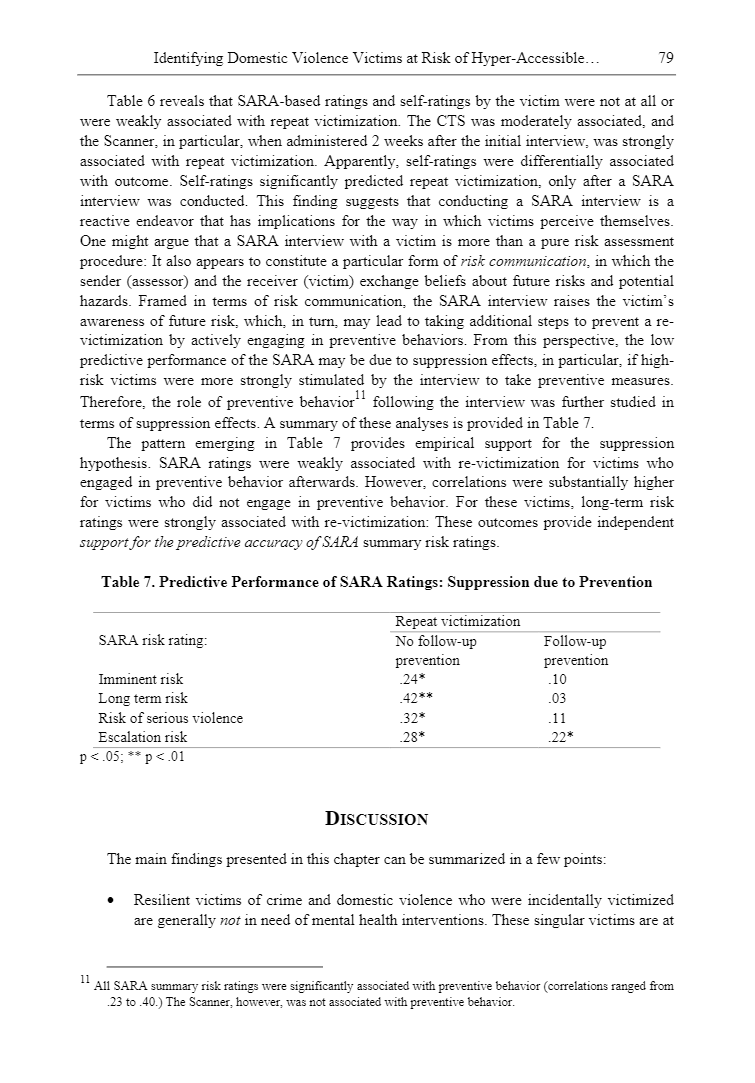 Identifying Domestic Violence Victims at Risk of Hyper-Accessible… 79
Table 6 reveals that SARA-based ratings and self-ratings by the victim were not at all or
were weakly associated with repeat victimization. The CTS was moderately associated, and
the Scanner, in particular, when administered 2 weeks after the initial interview, was strongly
associated with repeat victimization. Apparently, self-ratings were differentially associated
with outcome. Self-ratings significantly predicted repeat victimization, only after a SARA
interview was conducted. This finding suggests that conducting a SARA interview is a
reactive endeavor that has implications for the way in which victims perceive themselves.
One might argue that a SARA interview with a victim is more than a pure risk assessment
procedure: It also appears to constitute a particular form of risk communication, in which the
sender (assessor) and the receiver (victim) exchange beliefs about future risks and potential
hazards. Framed in terms of risk communication, the SARA interview raises the victim's
awareness of future risk, which, in turn, may lead to taking additional steps to prevent a re-
victimization by actively engaging in preventive behaviors. From this perspective, the low
predictive performance of the SARA may be due to suppression effects, in particular, if high-
risk victims were more strongly stimulated by the interview to take preventive measures.
Therefore, the role of preventive behavior11 following the interview was further studied in
terms of suppression effects. A summary of these analyses is provided in Table 7.
The pattern emerging in Table 7 provides empirical support for the suppression
hypothesis. SARA ratings were weakly associated with re-victimization for victims who
engaged in preventive behavior afterwards. However, correlations were substantially higher
for victims who did not engage in preventive behavior. For these victims, long-term risk
ratings were strongly associated with re-victimization: These outcomes provide independent
support for the predictive accuracy of SARA summary risk ratings.
Table 7. Predictive Performance of SARA Ratings: Suppression due to Prevention
Repeat victimization
SARA risk rating: No follow-up Follow-up
prevention prevention
Imminent risk .24* .10
Long term risk .42** .03
Risk of serious violence .32* .11
Escalation risk .28* .22*
p < .05; ** p < .01
DISCUSSION
The main findings presented in this chapter can be summarized in a few points:
• Resilient victims of crime and domestic violence who were incidentally victimized
are generally not in need of mental health interventions. These singular victims are at
11 All SARA summary risk ratings were significantly associated with preventive behavior (correlations ranged from
.23 to .40.) The Scanner, however, was not associated with preventive behavior.